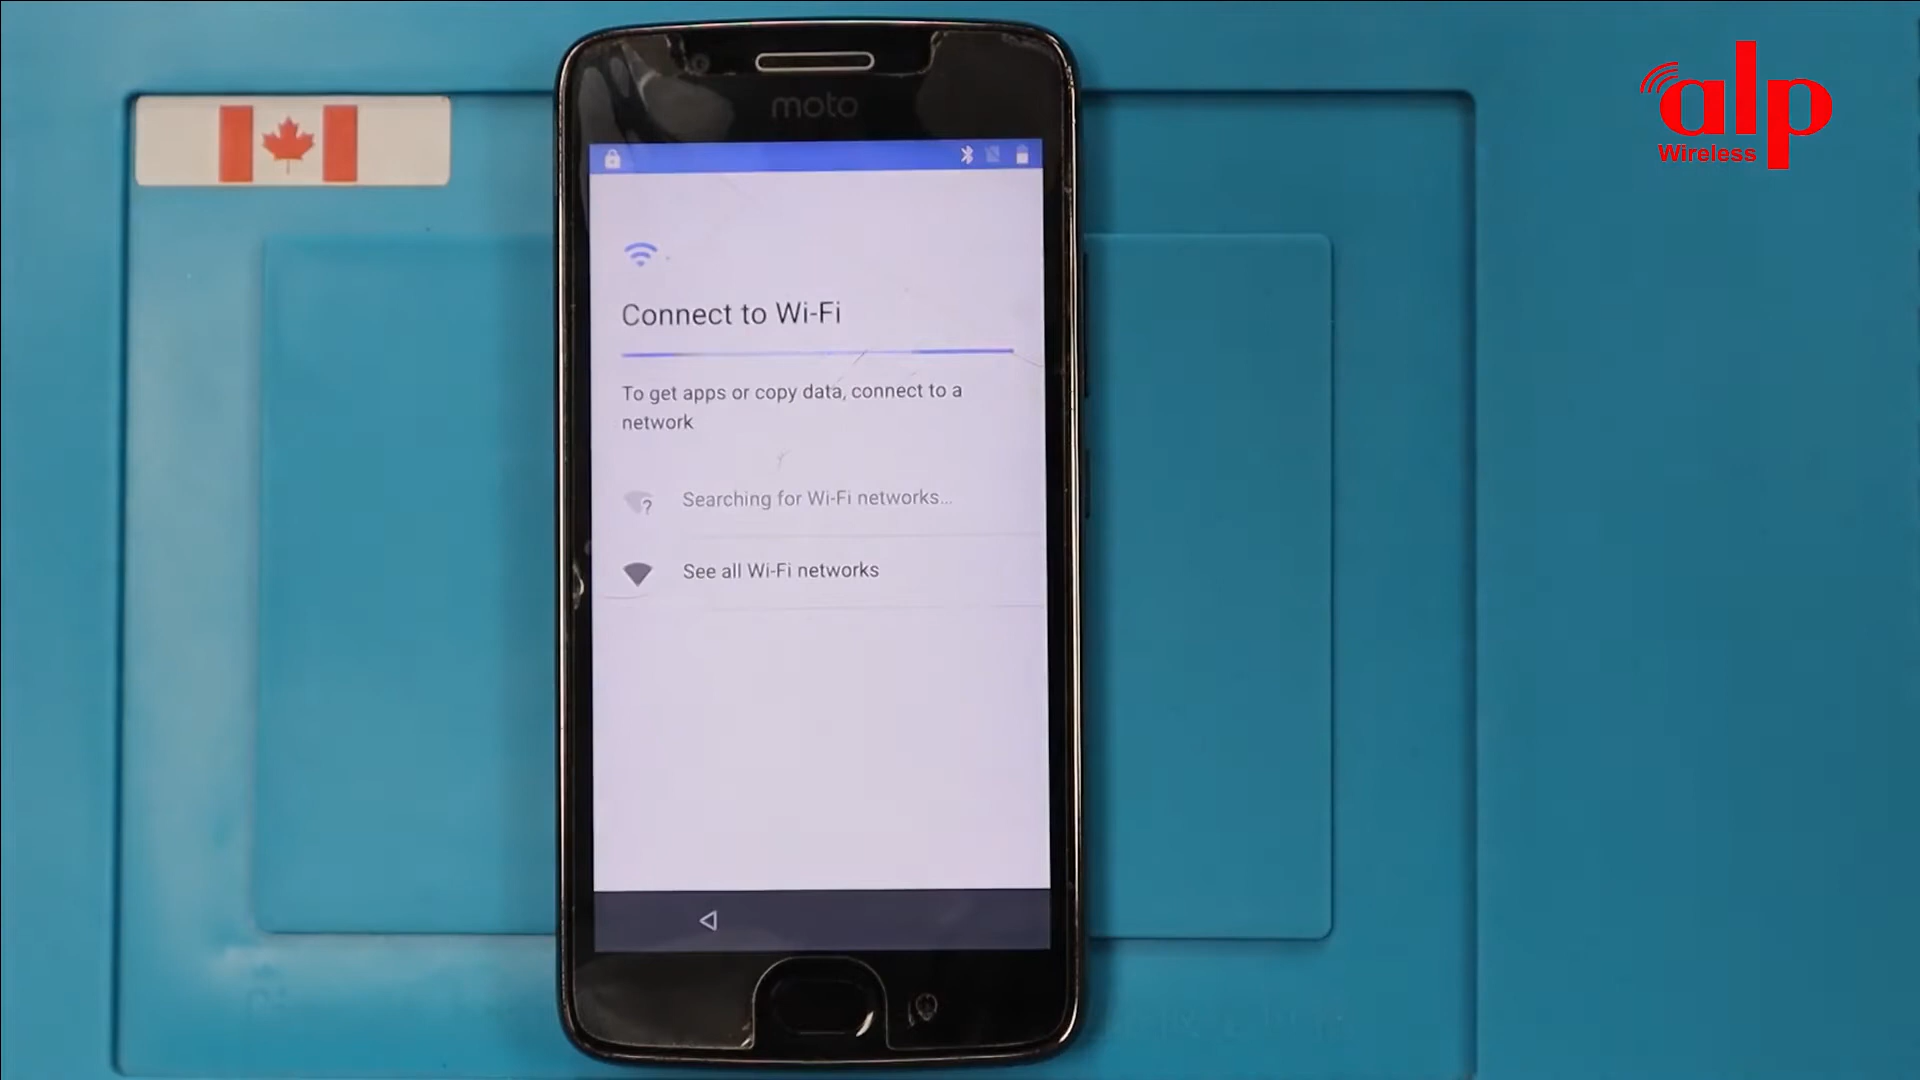 alp
Wireless
moto
Connect to Wi-Fi
To get apps or copy data, connect to a
network
Searching for Wi-Fi networks...
See all Wi-Fi networks